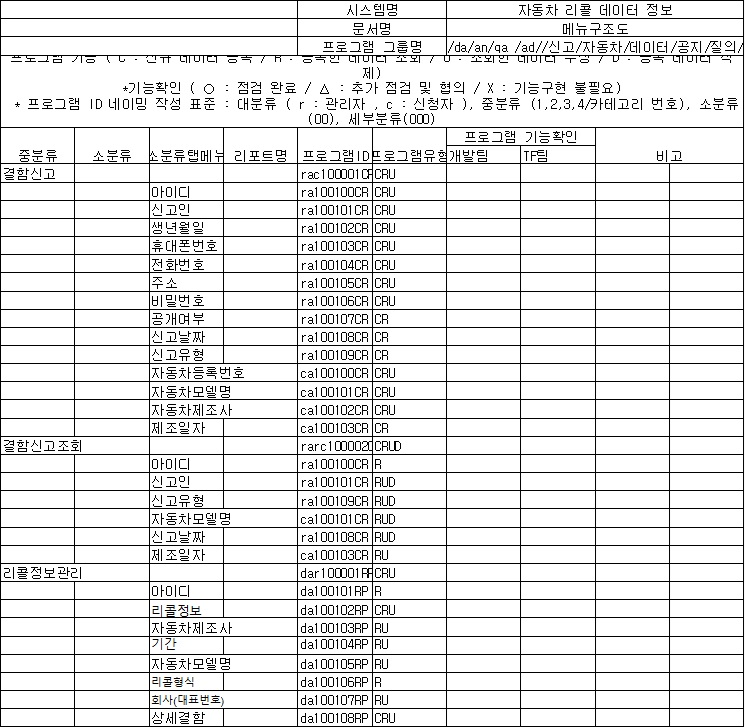 시스템명 자동차 리콜 데이터 정보
문서명 메뉴구조도
프로그램 그룹명 /da/an/qa /ad//신고/자동차/데이터/공지/질의/
프로그램 기능 ( C : 신규 데이터 등록 / R : 등록한 데이터 조회 / U : 조회한 데이터 수정 / D : 등록 데이터 삭
제)
*기능확인 ( ○ : 점검 완료 / △ : 추가 점검 및 협의 / X : 기능구현 불필요)
* 프로그램 ID네이밍 작성 표준 : 대분류 ( r : 관리자 , c : 신청자 ), 중분류 (1,2,3,4/카테고리 번호), 소분류
(00), 세부분류(000)
중분류 소분류 소분류탭메뉴 리포트명 프로그램ID 프로그램유형 프로그램 기능확인 비고
개발팀 TF팀
결함신고 rac100001CR CRU
아이디 ra100100CR CRU
신고인 ra100101CR CRU
생년월일 ra100102CR CRU
휴대폰번호 ra100103CR CRU
전화번호 ra100104CR CRU
주소 ra100105CR CRU
비밀번호 ra100106CR CRU
공개여부 ra100107CR CR
신고날짜 ra100108CR CR
신고유형 ra100109CR CR
자동차등록번호 ca100100CR CRU
자동차모델명 ca100101CR CRU
자동차제조사 ca100102CR CRU
제조일자 ca100103CR CR
결함신고조회 rarc100002C CRUD
아이디 ra100100CR R
신고인 ra100101CR RUD
신고유형 ra100109CR RUD
자동차모델명 ca100101CR RUD
신고날짜 ra100108CR RUD
제조일자 ca100103CR RU
리콜정보관리 dar100001RP CRU
아이디 da100101RP R
리콜정보 da100102RP CRU
자동차제조사 da100103RP RU
기간 da100104RP RU
자동차모델명 da100105RP RU
리콜형식 da100106RP R
회사(대표번호) da100107RP RU
상세결함 da100108RP CRU